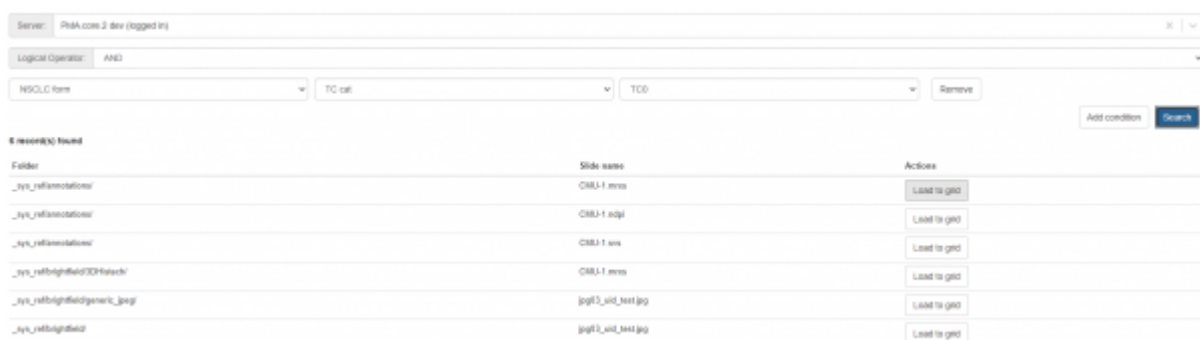 Server: PMA.core.2 dev (logged in)
Logical Operator: AND
NSCLC form TC cat TC0 Remove
Add condition Search
6 record(s) found
Folder Slide name Actions
_sys_ref/annotations/ CMU-1.mrxs Load to grid
_sys_ref/annotations/ CMU-1.ndpi Load to grid
_sys_ref/annotations/ CMU-1.svs Load to grid
_sys_ref/brightfield/3DHistech/ CMU-1.mrxs Load to grid
_sys_ref/brightfield/generic_jpeg/ Load to grid
_sys_ref/brightfield/ Load to grid